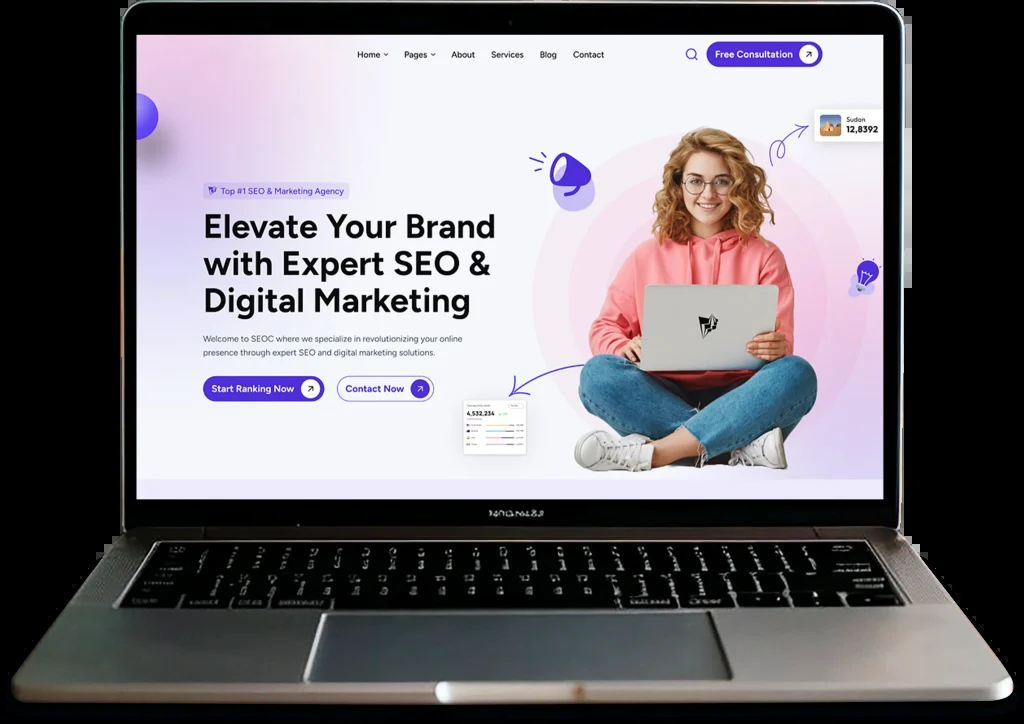 Home Pages About Services Blog Contact Free Consultation
Sudon
12,8392
Top #1 SEO & Marketing Agency
Elevate Your Brand
with Expert SEO &
Digital Marketing
Welcome to SEOC where we specialize in revolutionizing your online
presence through expert SEO and digital marketing solutions.
Start Ranking Now Contact Now
4,532,234